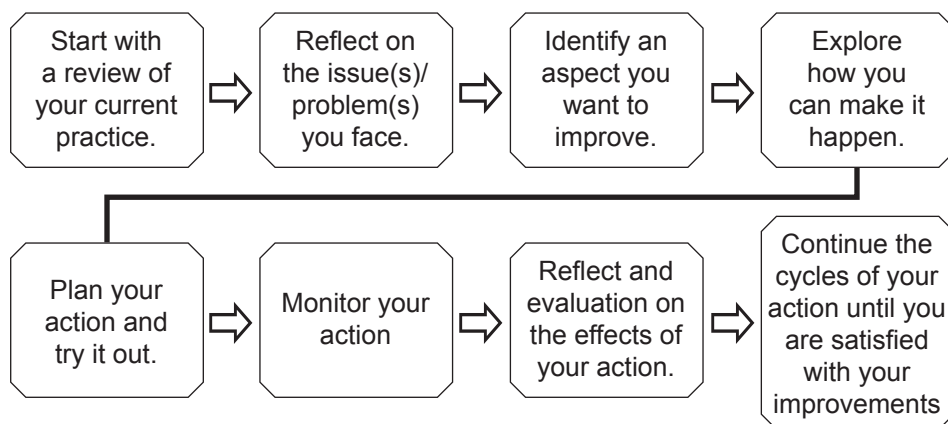 Start with
a review of
your current
practice.
Reflect on
the issue(s)/
problem(s)
you face.
Identify an
aspect you
want to
improve.
Explore
how you
can make it
happen.
Plan your
action and
try it out.
Monitor your
action
Reflect and
evaluation on
the effects of
your action.
Continue the
cycles of your
action until you
are satisfied
with your
improvements